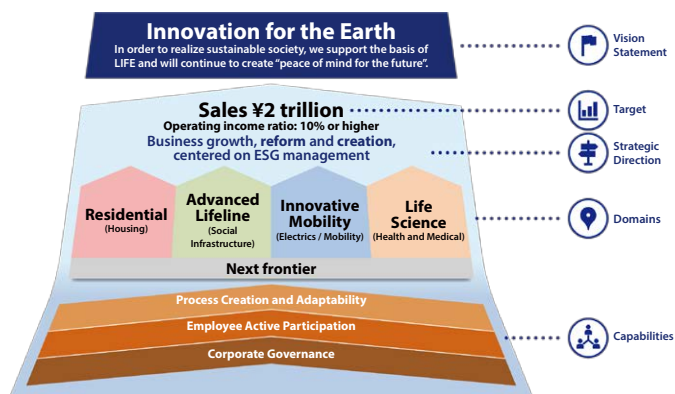 Innovation for the Earth
In order to realize sustainable society, we support the basis of
LIFE and will continue to create “peace of mind for the future”.
Vision
Statement
Sales ¥2 trillion
Operating income ratio: 10% or higher
Target
Business growth, reform and creation,
centered on ESG management
Strategic
Direction
Residential
(Housing)
Advanced
Lifeline
(Social
Infrastructure)
Innovative
Mobility
(Electrics / Mobility)
Life
Science
(Health and Medical)
Domains
Next frontier
Process Creation and Adaptability
Employee Active Participation
Corporate Governance
Capabilities